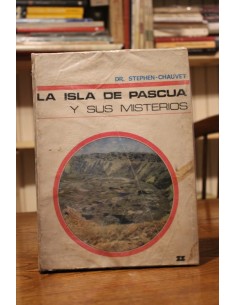 DR. STEPHEN-CHAUVET
LA ISLA DE PASCUA
Y SUS MISTERIOS